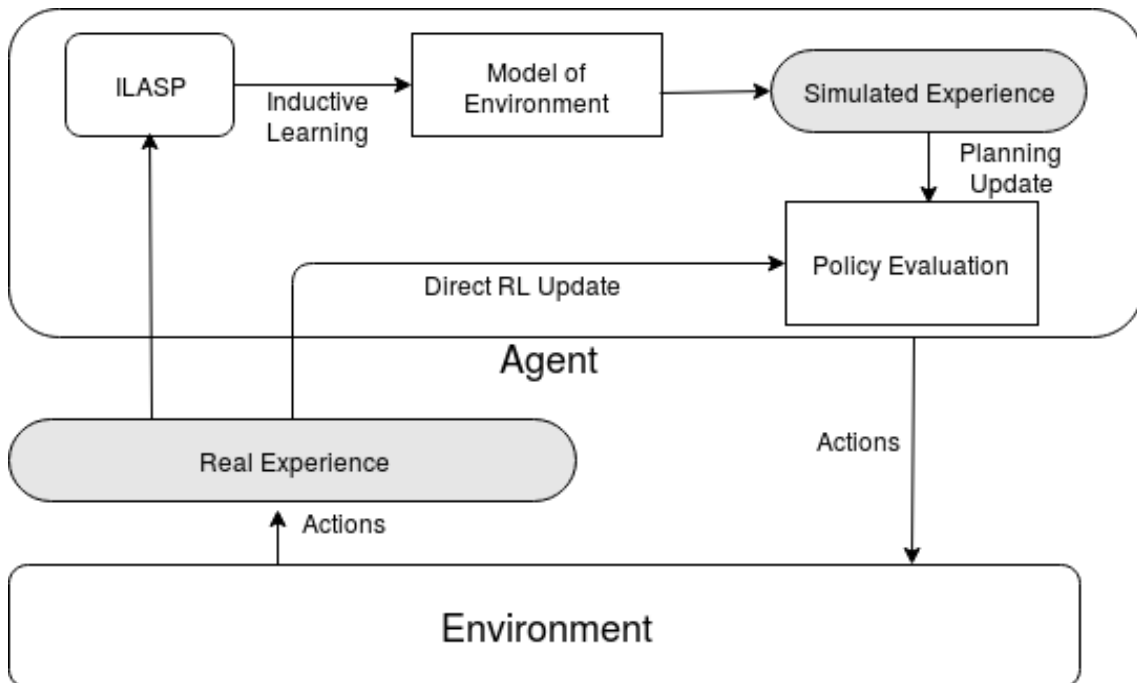 ILASP
Inductive
Learning
Model of
Environment
Simulated Experience
Planning
Update
Policy Evaluation
Direct RL Update
Agent
Real Experience
Actions
Actions
Environment